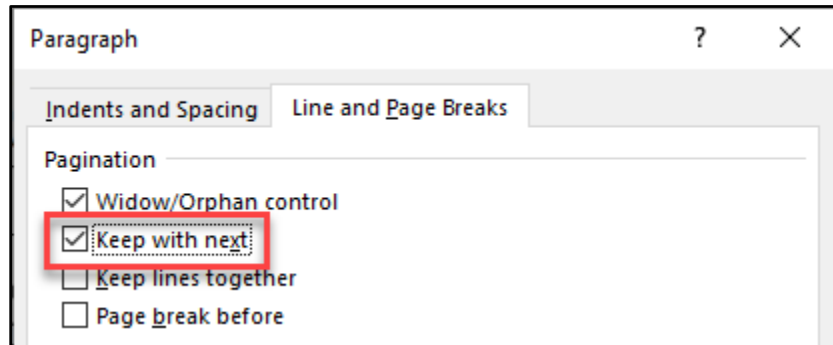 Paragraph ?
Indents and Spacing Line and Page Breaks
Pagination
Widow/Orphan control
Keep with next
Keep lines together
Page break before